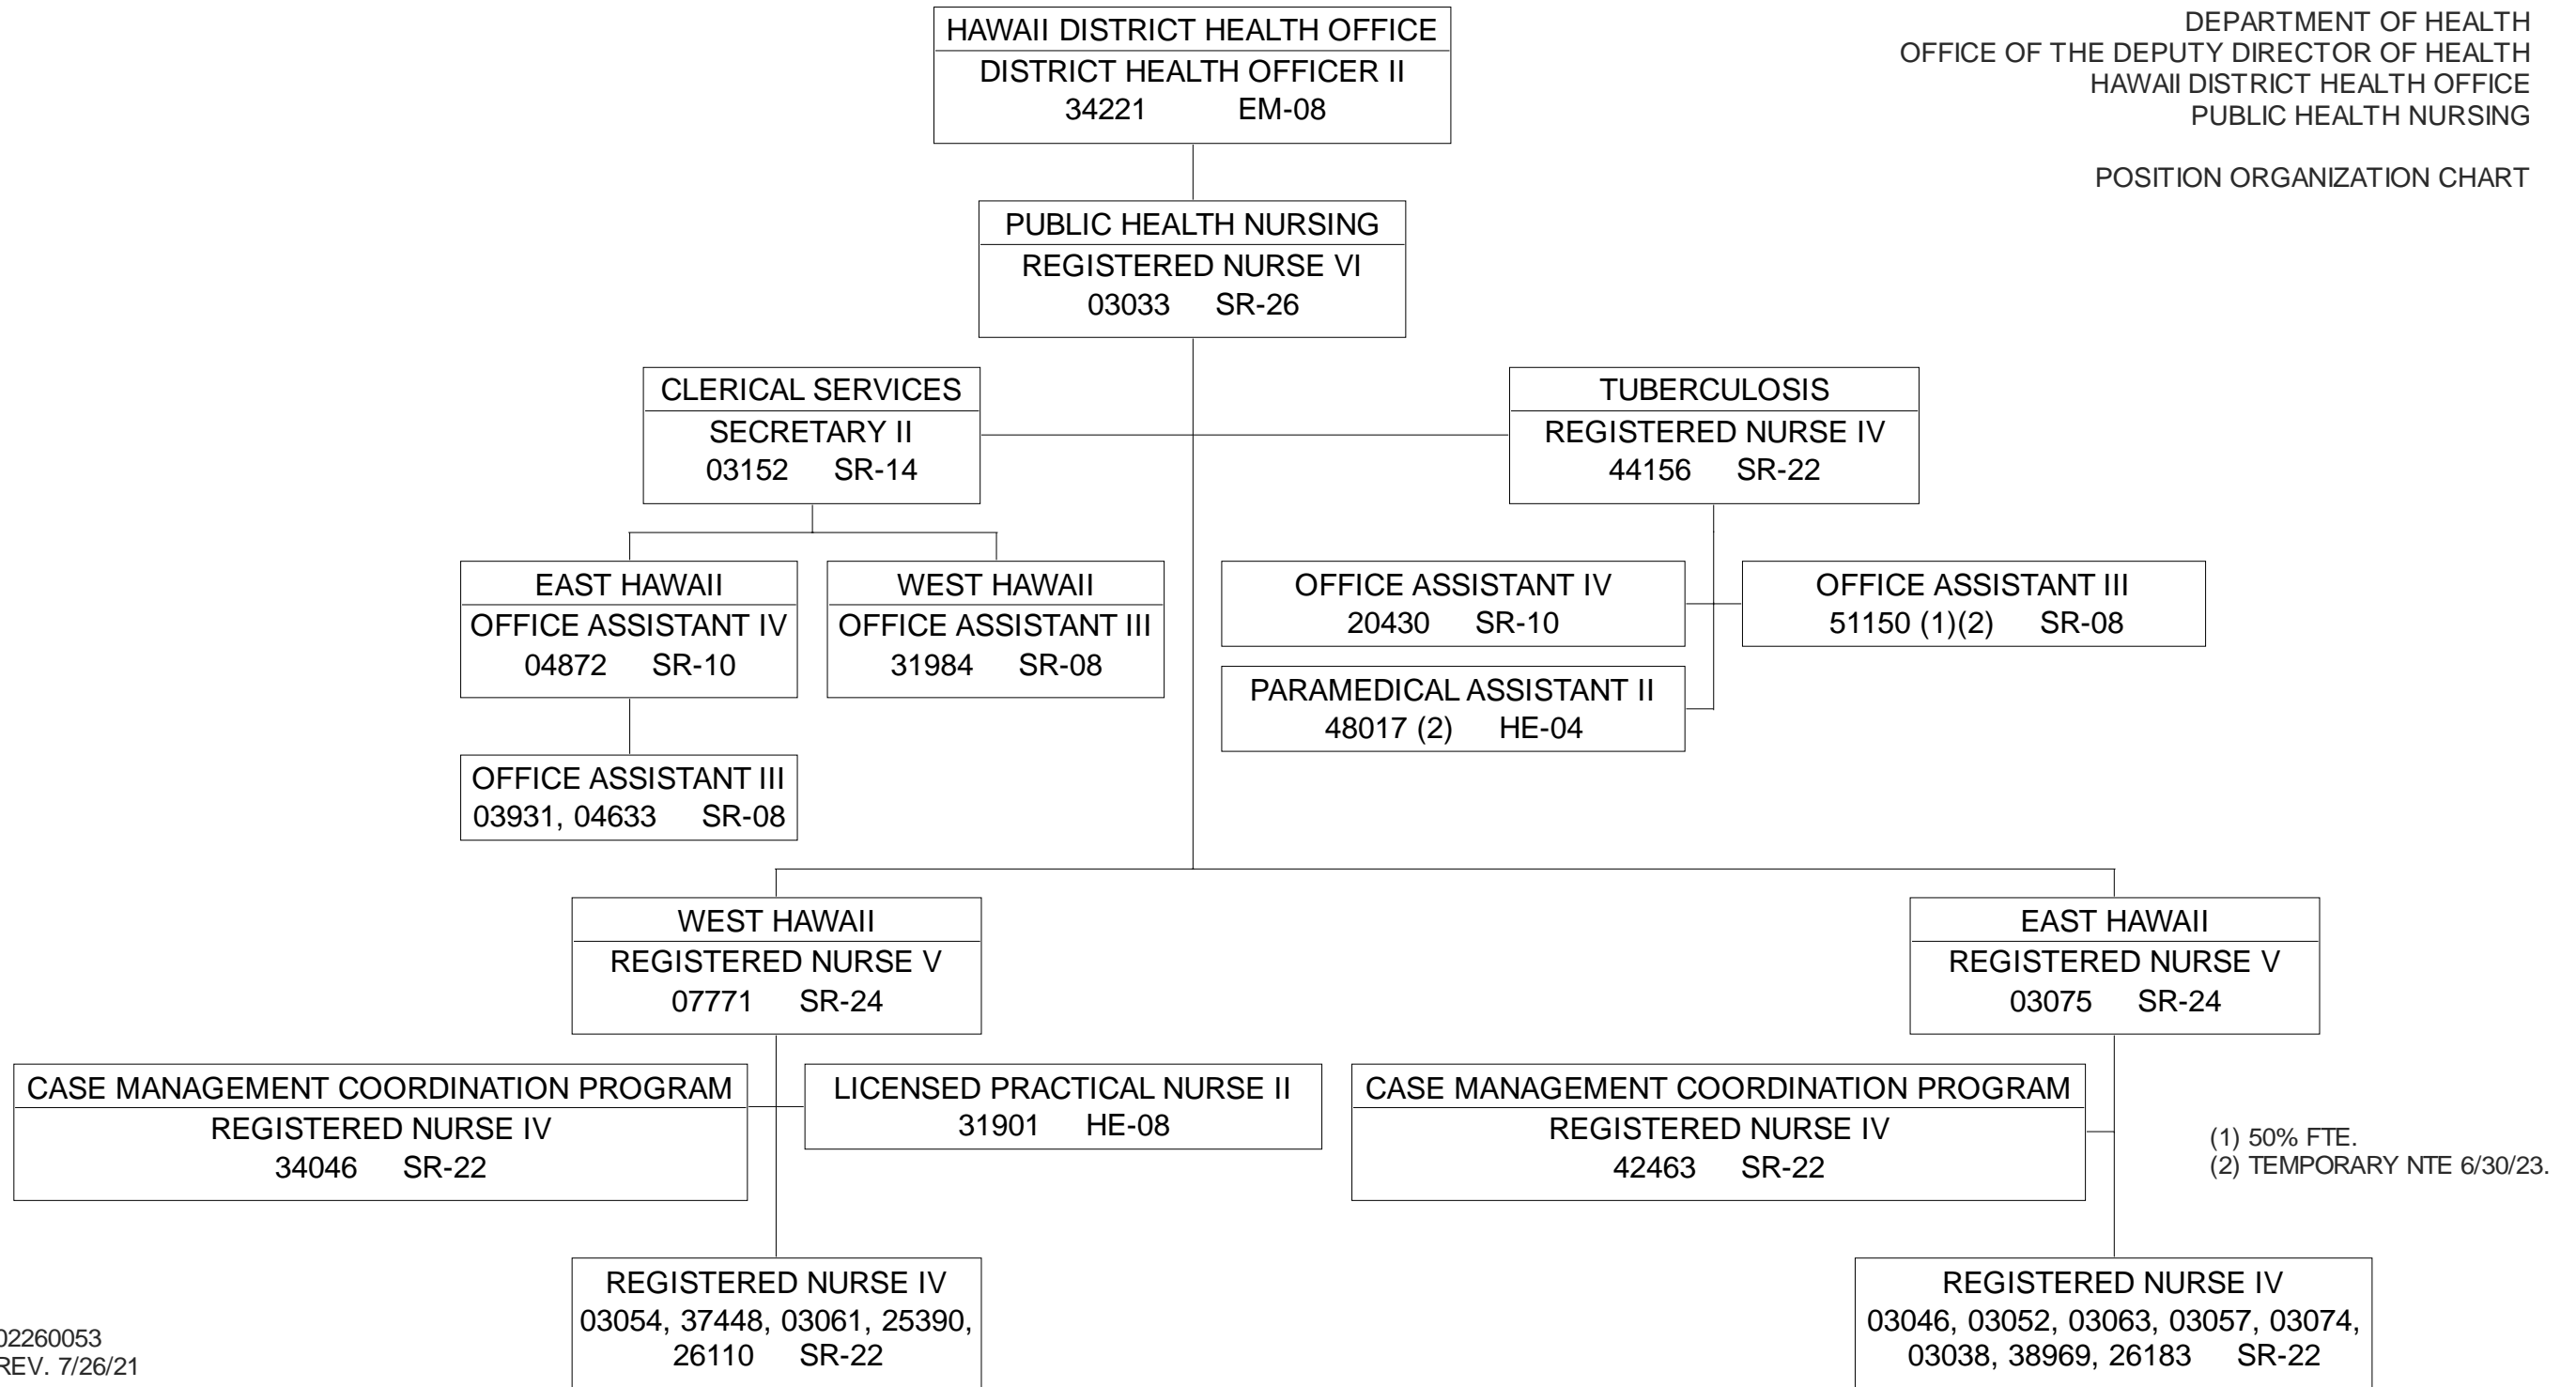 DEPARTMENT OF HEALTH
OFFICE OF THE DEPUTY DIRECTOR OF HEALTH
HAWAII DISTRICT HEALTH OFFICE
PUBLIC HEALTH NURSING
POSITION ORGANIZATION CHART
HAWAII DISTRICT HEALTH OFFICE
DISTRICT HEALTH OFFICER II
34221 EM-08
PUBLIC HEALTH NURSING
REGISTERED NURSE VI
03033 SR-26
CLERICAL SERVICES
SECRETARY II
03152 SR-14
TUBERCULOSIS
REGISTERED NURSE IV
44156 SR-22
EAST HAWAII
OFFICE ASSISTANT IV
04872 SR-10
WEST HAWAII
OFFICE ASSISTANT III
31984 SR-08
OFFICE ASSISTANT IV
20430 SR-10
OFFICE ASSISTANT III
51150 (1)(2) SR-08
PARAMEDICAL ASSISTANT II
48017 (2) HE-04
OFFICE ASSISTANT III
03931, 04633 SR-08
WEST HAWAII
REGISTERED NURSE V
07771 SR-24
EAST HAWAII
REGISTERED NURSE V
03075 SR-24
CASE MANAGEMENT COORDINATION PROGRAM
REGISTERED NURSE IV
34046 SR-22
LICENSED PRACTICAL NURSE II
31901 HE-08
CASE MANAGEMENT COORDINATION PROGRAM
REGISTERED NURSE IV
42463 SR-22
(1) 50% FTE.
(2) TEMPORARY NTE 6/30/23.
REGISTERED NURSE IV
03054, 37448, 03061, 25390,
26110 SR-22
REGISTERED NURSE IV
03046, 03052, 03063, 03057, 03074,
03038, 38969, 26183 SR-22
02260053
REV. 7/26/21